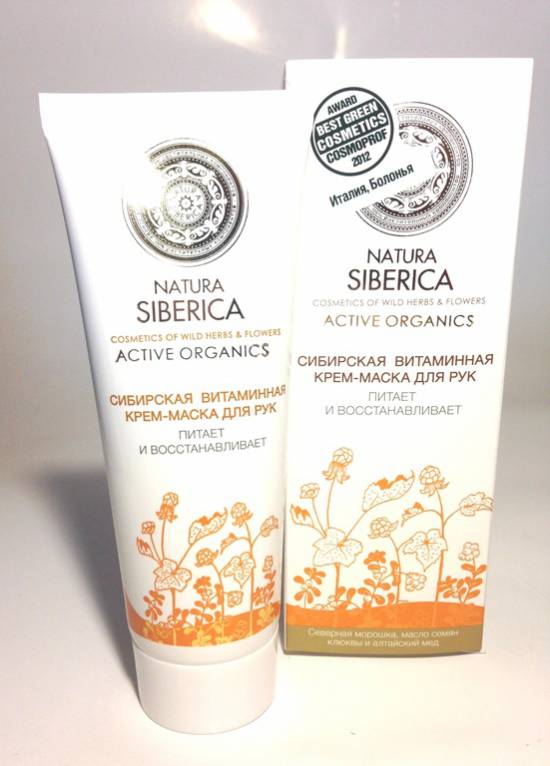 NATURA
SIBERICA
COSMETICS OF WILD HERBS & FLOWERS
ACTIVE ORGANICS
СИБИРСКАЯ ВИТАМИННАЯ
КРЕМ-МАСКА ДЛЯ РУК
ПИТАЕТ
И ВОССТАНАВЛИВАЕТ
AWARD
BEST GREEN
COSMETICS
COSMOPROF
2012
Италия, Болонья
NATURA
SIBERICA
COSMETICS OF WILD HERBS & FLOWERS
ACTIVE ORGANICS
СИБИРСКАЯ ВИТАМИННАЯ
КРЕМ-МАСКА ДЛЯ РУК
ПИТАЕТ
И ВОССТАНАВЛИВАЕТ
Северная морошка, масло семян
клюквы и алтайский мед